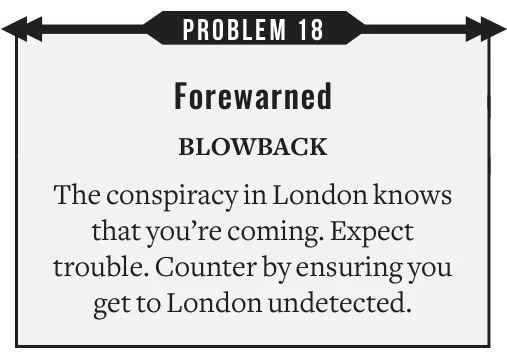 PROBLEM 18
Forewarned
BLOWBACK
The conspiracy in London knows
that you’re coming. Expect
trouble. Counter by ensuring you
get to London undetected.